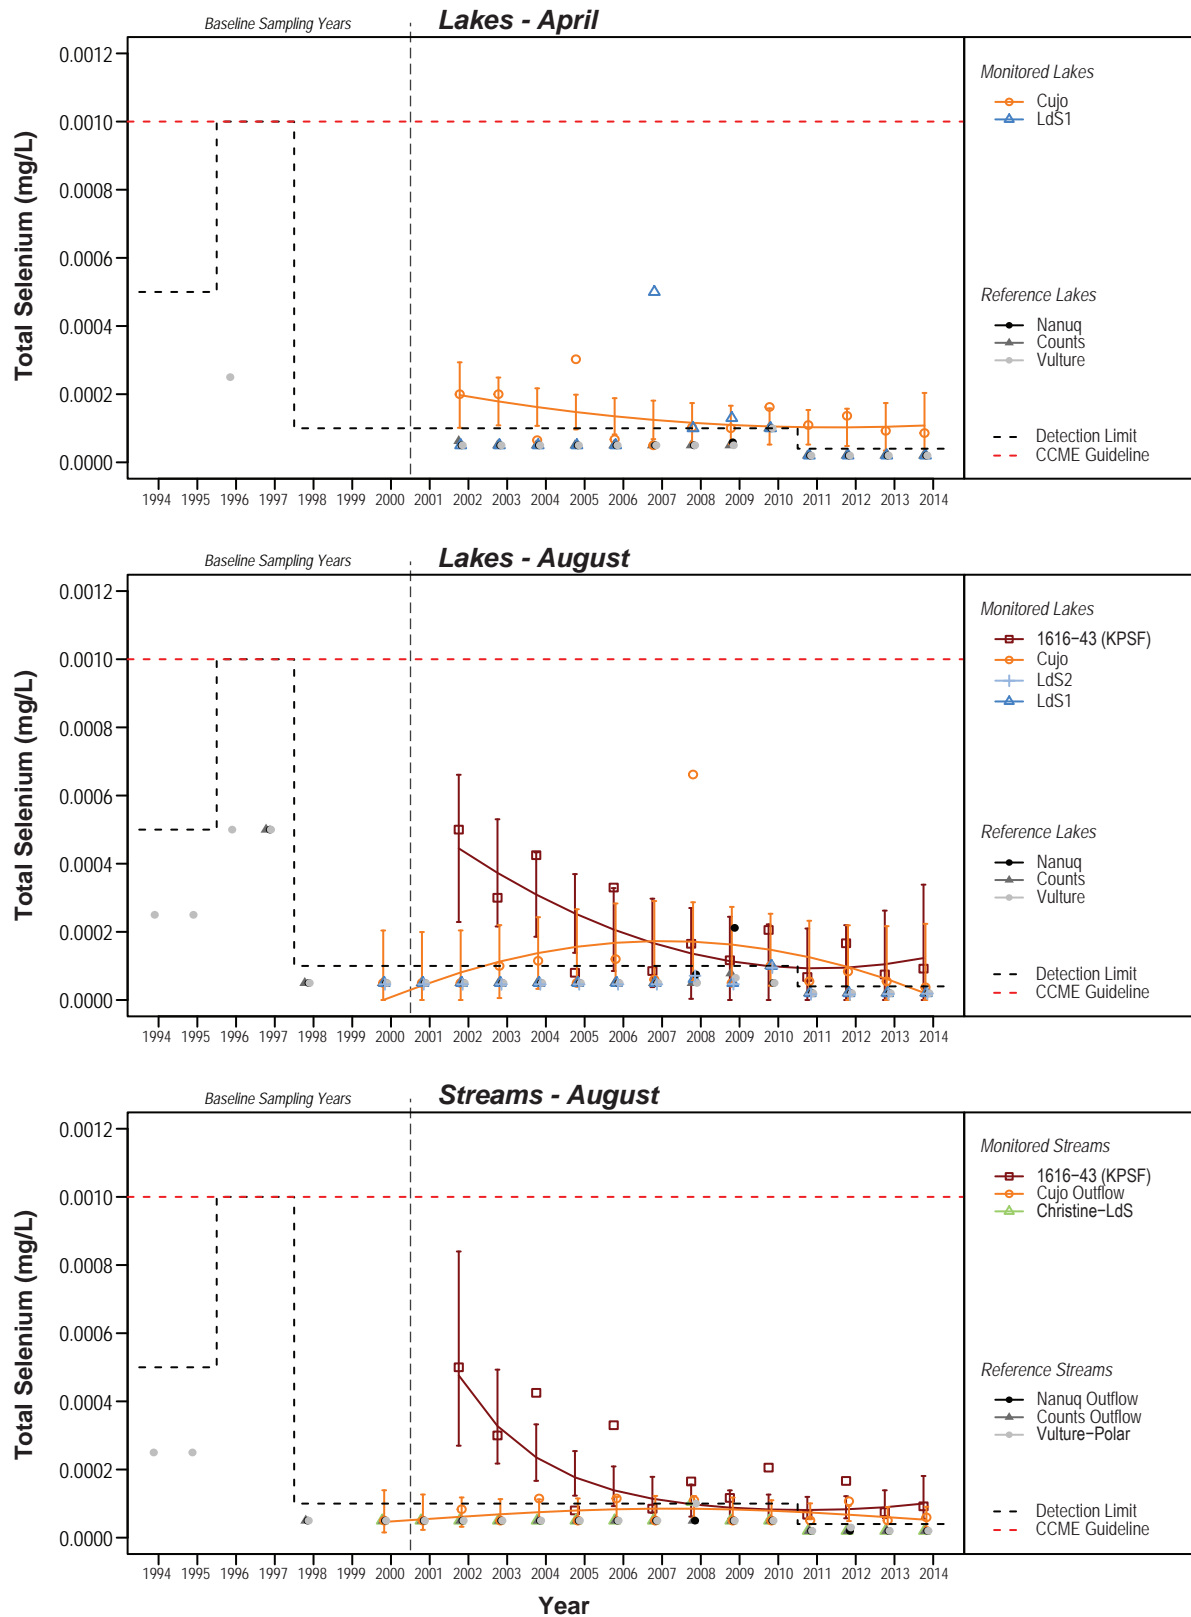 Baseline Sampling Years
Lakes - April
Total Selenium (mg/L)
0.0012
0.0010
0.0008
0.0006
0.0004
0.0002
0.0000
1994 1995 1996 1997 1998 1999 2000 2001 2002 2003 2004 2005 2006 2007 2008 2009 2010 2011 2012 2013 2014
Monitored Lakes
Cujo
LdS1
Reference Lakes
Nanuq
Counts
Vulture
Detection Limit
CCME Guideline
Baseline Sampling Years
Lakes - August
Total Selenium (mg/L)
0.0012
0.0010
0.0008
0.0006
0.0004
0.0002
0.0000
1994 1995 1996 1997 1998 1999 2000 2001 2002 2003 2004 2005 2006 2007 2008 2009 2010 2011 2012 2013 2014
Monitored Lakes
1616−43 (KPSF)
Cujo
LdS2
LdS1
Reference Lakes
Nanuq
Counts
Vulture
Detection Limit
CCME Guideline
Baseline Sampling Years
Streams - August
Total Selenium (mg/L)
0.0012
0.0010
0.0008
0.0006
0.0004
0.0002
0.0000
1994 1995 1996 1997 1998 1999 2000 2001 2002 2003 2004 2005 2006 2007 2008 2009 2010 2011 2012 2013 2014
Year
Monitored Streams
1616−43 (KPSF)
Cujo Outflow
Christine−LdS
Reference Streams
Nanuq Outflow
Counts Outflow
Vulture−Polar
Detection Limit
CCME Guideline